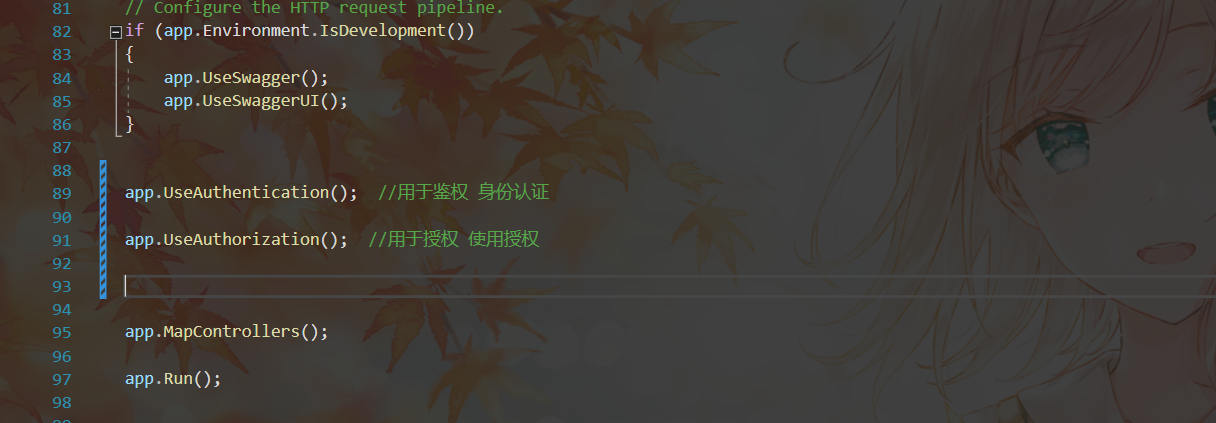 81 // Configure the HTTP request pipeline.
82 if (app.Environment.IsDevelopment())
83 {
84 app.UseSwagger();
85 app.UseSwaggerUI();
86 }
87
88
89 app.UseAuthentication(); //用于鉴权 身份认证
90
91 app.UseAuthorization(); //用于授权 使用授权
92
93
94
95 app.MapControllers();
96
97 app.Run();
98